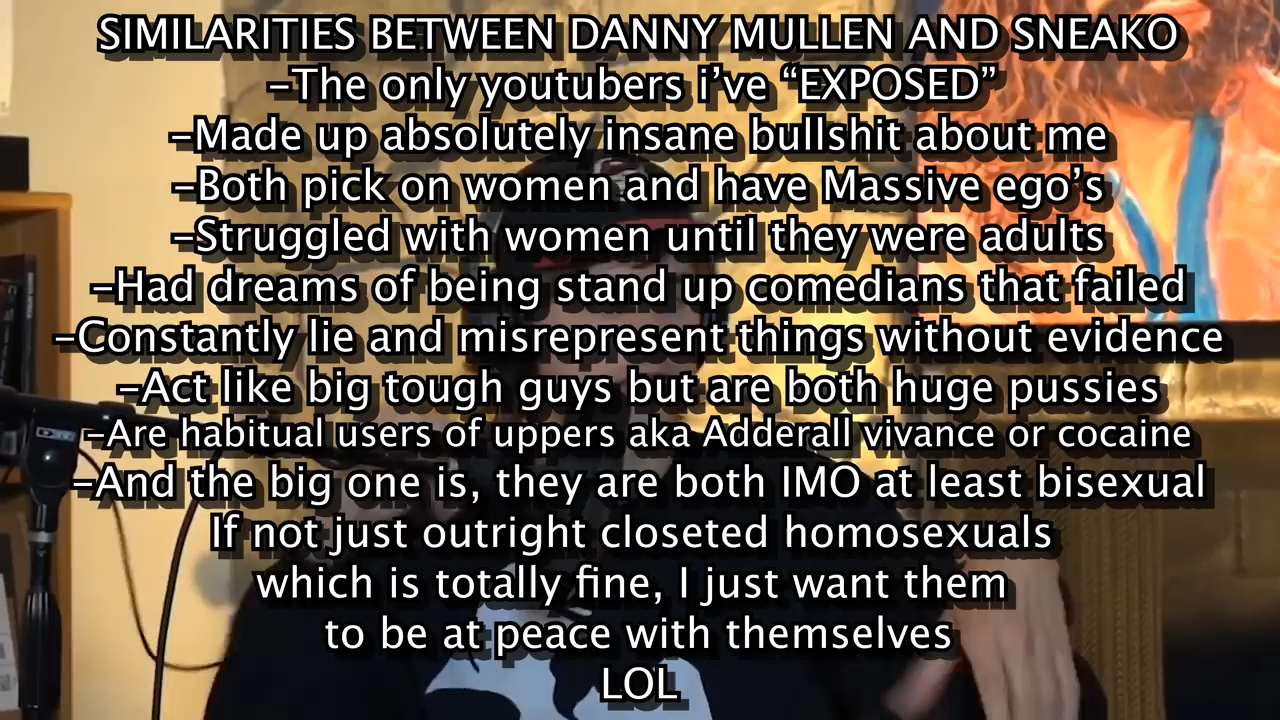 SIMILARITIES BETWEEN DANNY MULLEN AND SNEAKO
-The only youtubers i've “EXPOSED”
-Made up absolutely insane bullshit about me
-Both pick on women and have Massive ego's
-Struggled with women until they were adults
-Had dreams of being stand up comedians that failed
-Constantly lie and misrepresent things without evidence
-Act like big tough guys but are both huge pussies
-Are habitual users of uppers aka Adderall vivance or cocaine
-And the big one is, they are both IMO at least bisexual
If not just outright closeted homosexuals
which is totally fine, I just want them
to be at peace with themselves
LOL